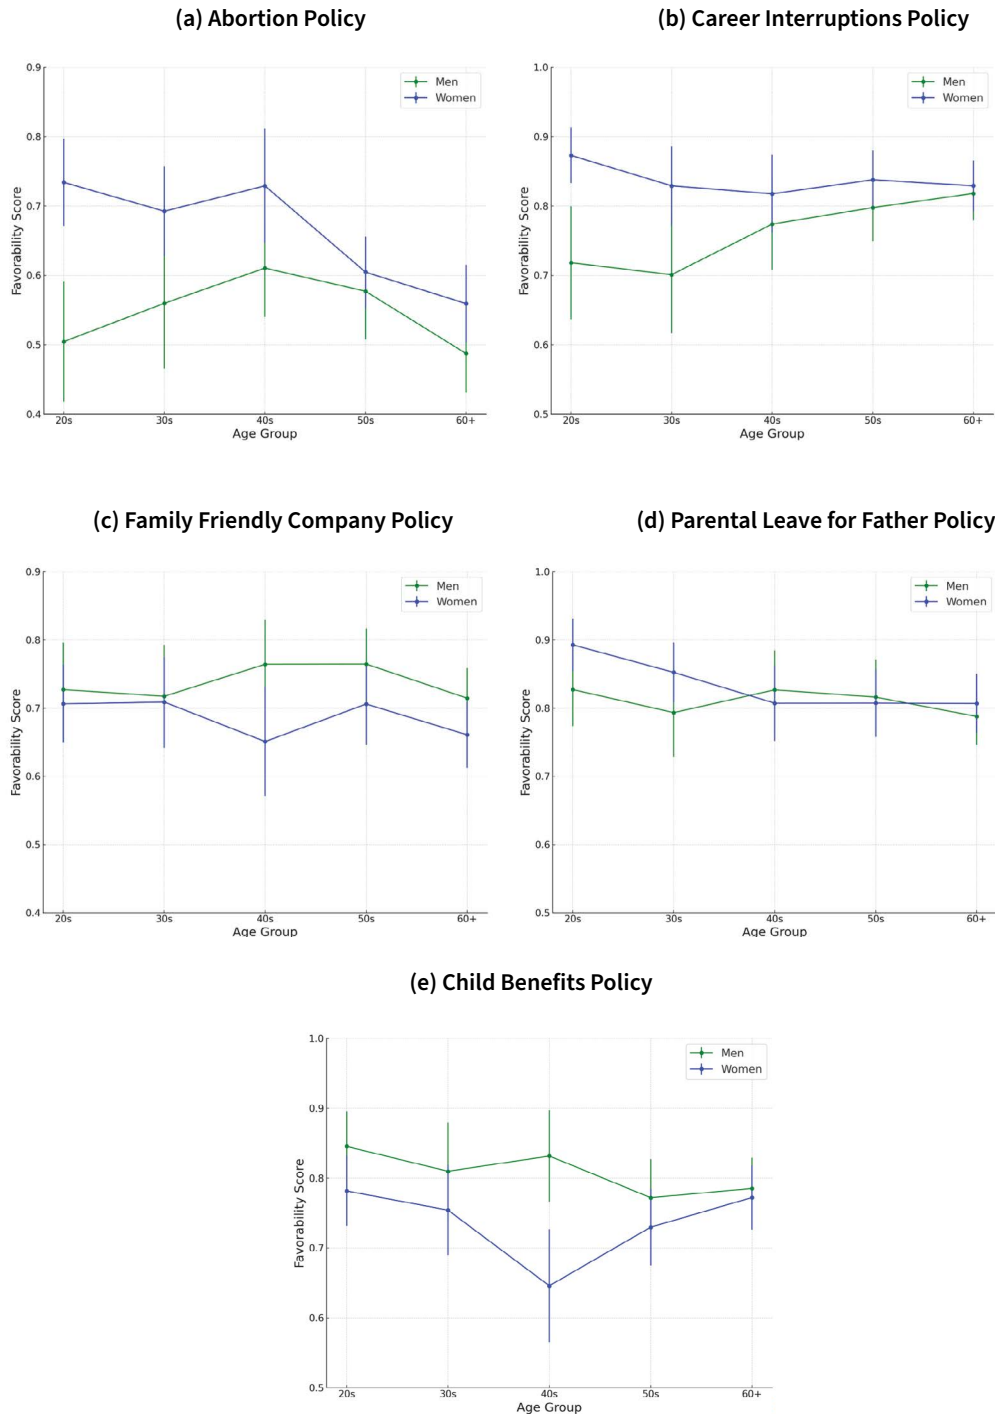 (a) Abortion Policy
0.9
0.8
0.7
0.6
0.5
0.4
Favorability Score
Men
Women
20s 30s 40s 50s 60+
Age Group
(b) Career Interruptions Policy
1.0
0.9
0.8
0.7
0.6
0.5
Favorability Score
Men
Women
20s 30s 40s 50s 60+
Age Group
(c) Family Friendly Company Policy
0.9
0.8
0.7
0.6
0.5
0.4
Favorability Score
Men
Women
20s 30s 40s 50s 60+
Age Group
(d) Parental Leave for Father Policy
1.0
0.9
0.8
0.7
0.6
0.5
Favorability Score
Men
Women
20s 30s 40s 50s 60+
Age Group
(e) Child Benefits Policy
1.0
0.9
0.8
0.7
0.6
0.5
Favorability Score
Men
Women
20s 30s 40s 50s 60+
Age Group